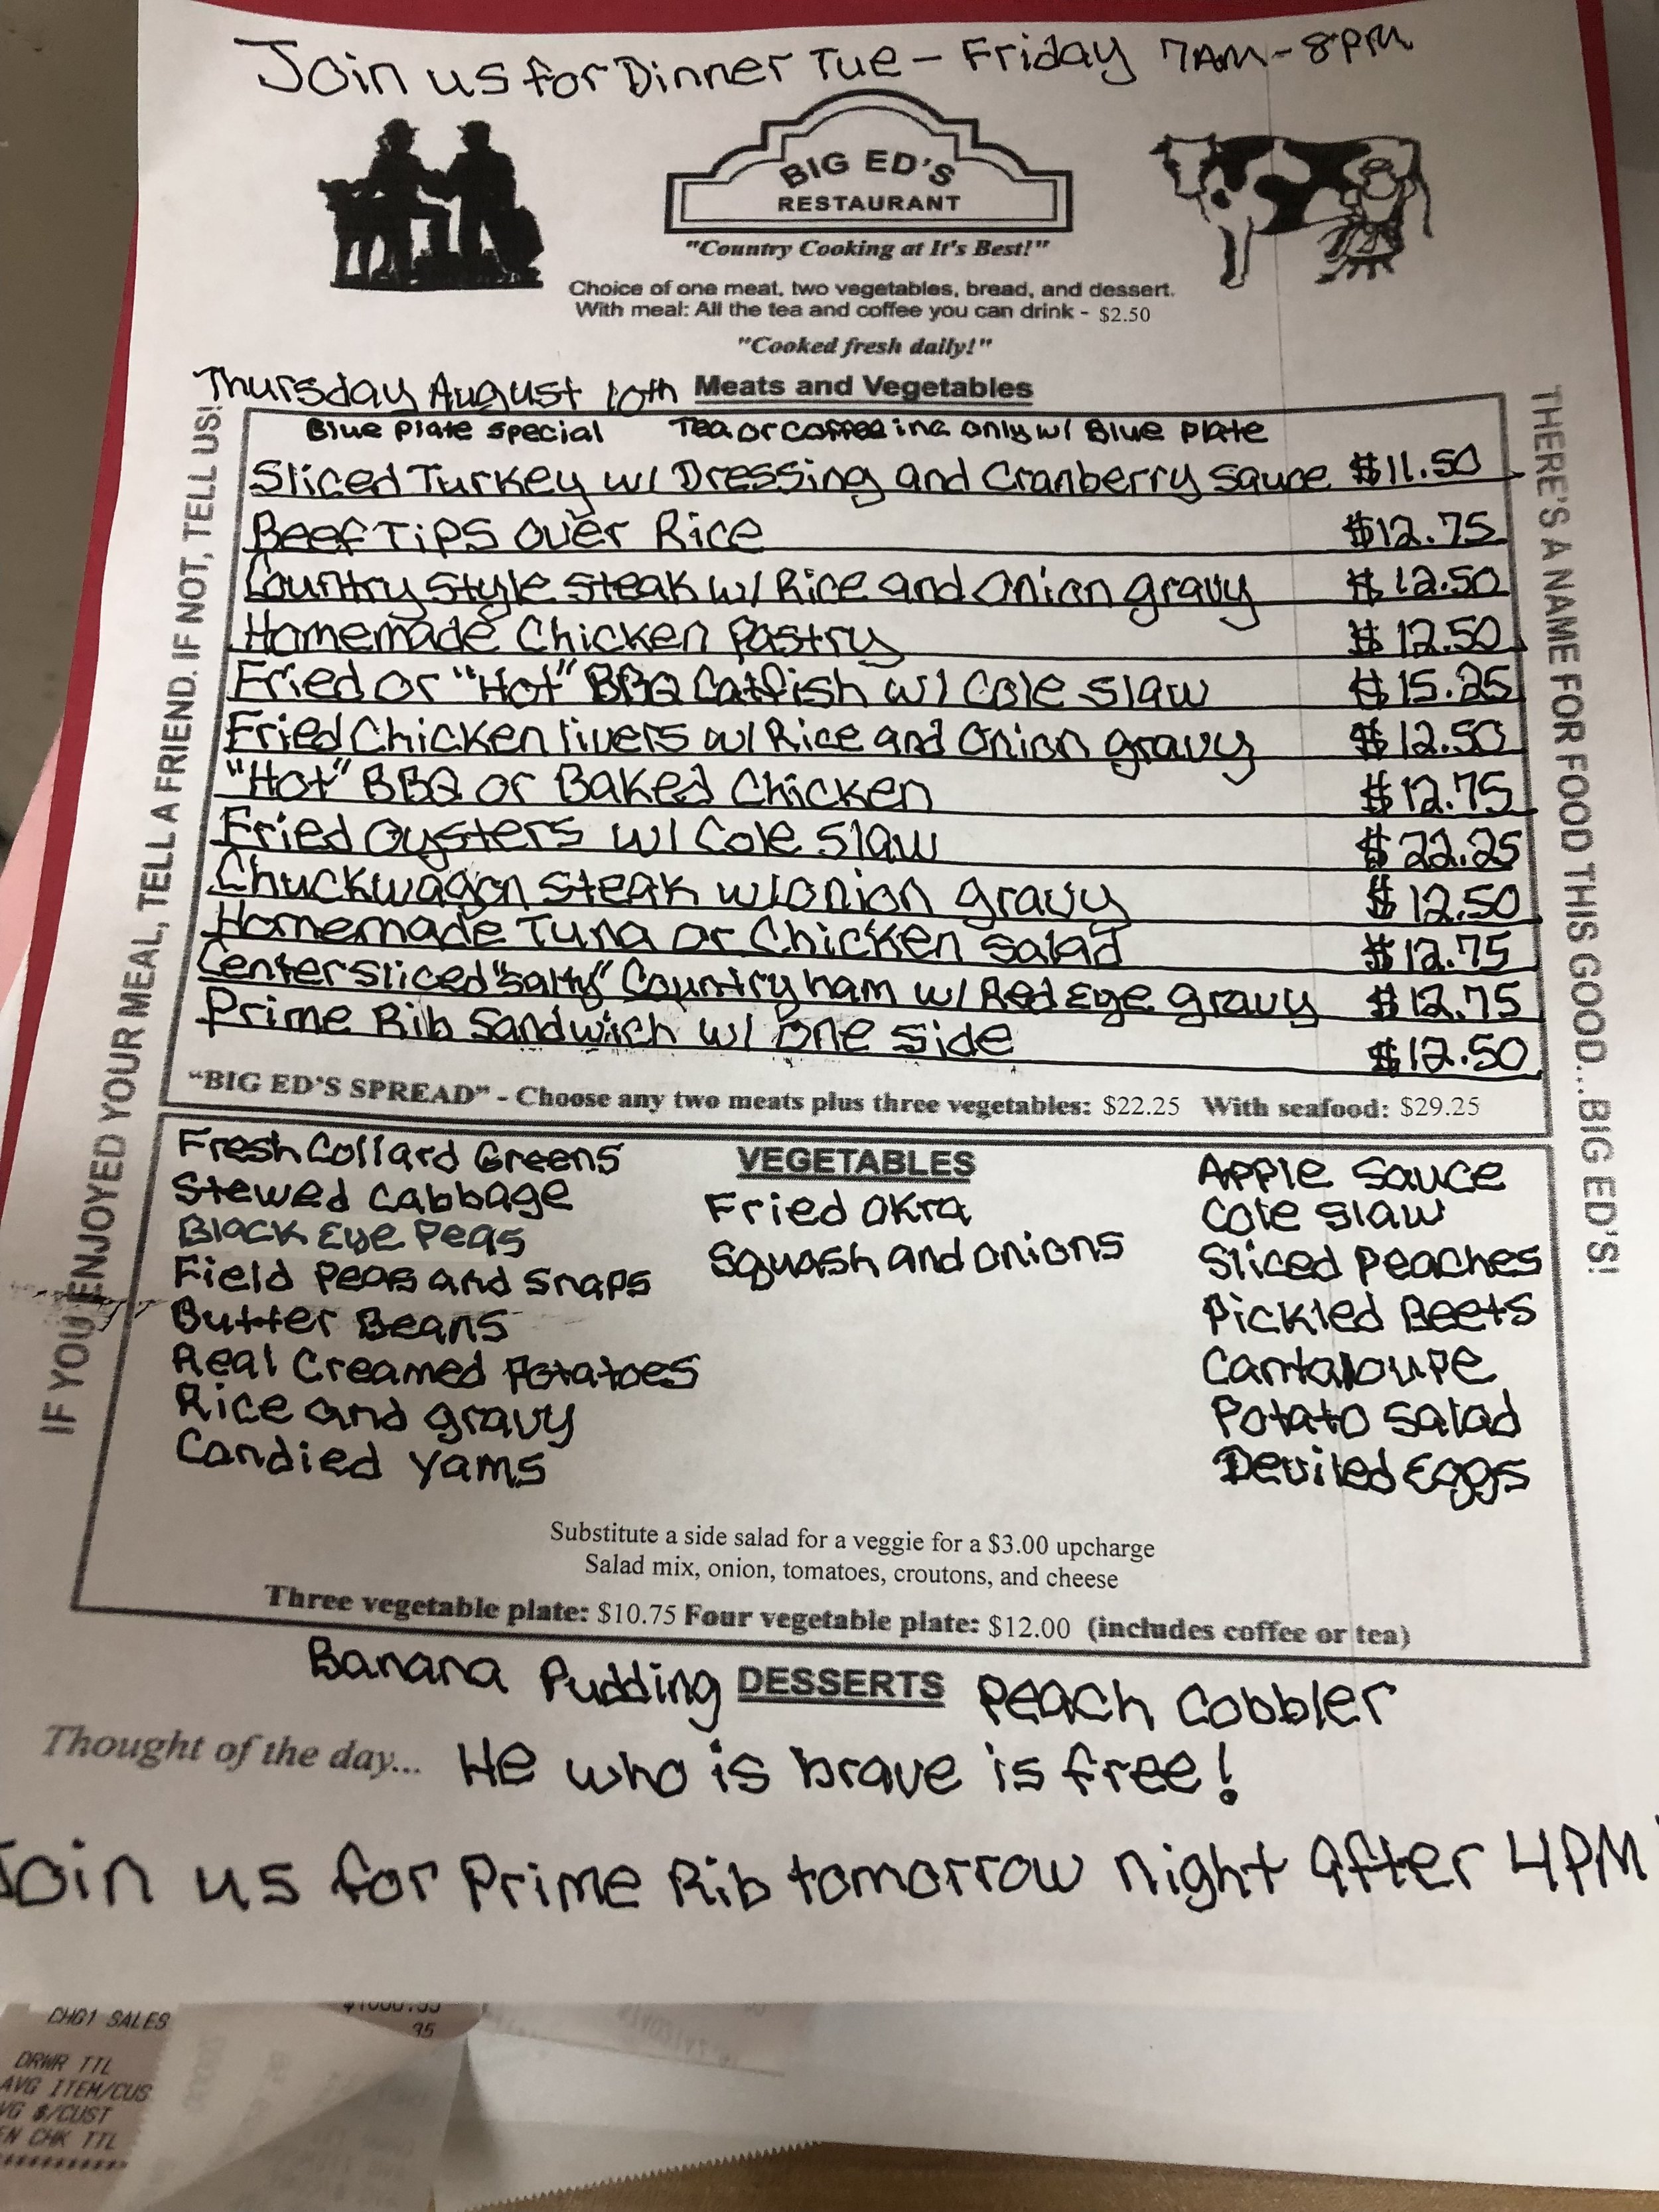 Join us for Dinner Tue - Friday 7AM - 8PM
BIG ED'S
RESTAURANT
"Country Cooking at It's Best!"
Choice of one meat, two vegetables, bread, and dessert.
With meal: All the tea and coffee you can drink - $2.50
"Cooked fresh daily!"
Thursday August 10th Meats and Vegetables
Blue Plate Special Tea or Coffee inc only w/ Blue Plate
Sliced Turkey w/ Dressing and Cranberry Sauce $11.50
Beef Tips over Rice $12.75
Country Style Steak w/ Rice and Onion gravy $12.50
Homemade Chicken Pastry $12.50
Fried or "Hot" BBQ Catfish w/ Cole Slaw $15.25
Fried Chicken livers w/ Rice and Onion gravy $12.50
"Hot" BBQ or Baked Chicken $12.75
Fried Oysters w/ Cole Slaw $22.25
Chuckwagon Steak w/ Onion gravy $12.50
Homemade Tuna or Chicken Salad $12.75
Center Sliced "Salty" Country ham w/ Red Eye gravy $12.75
Prime Rib Sandwich w/ One Side $12.50
"BIG ED'S SPREAD" - Choose any two meats plus three vegetables: $22.25 With seafood: $29.25
IF YOU ENJOYED YOUR MEAL, TELL A FRIEND. IF NOT, TELL US!
THERE'S A NAME FOR FOOD THIS GOOD...BIG ED'S!
VEGETABLES
Fresh Collard Greens
Stewed Cabbage
Black Eye Peas
Field Peas and Snaps
Butter Beans
Real Creamed Potatoes
Rice and gravy
Candied Yams
Fried Okra
Squash and Onions
Apple Sauce
Cole Slaw
Sliced Peaches
Pickled Beets
Cantaloupe
Potato Salad
Deviled Eggs
Substitute a side salad for a veggie for a $3.00 upcharge
Salad mix, onion, tomatoes, croutons, and cheese
Three vegetable plate: $10.75 Four vegetable plate: $12.00 (includes coffee or tea)
Banana Pudding DESSERTS Peach Cobbler
Thought of the day... He who is brave is free!
Join us for Prime Rib tomorrow night after 4PM
CHG1 SALES
95
DRWR TTL
AVG ITEM/CUS
VG $/CUST
EN CHK TTL